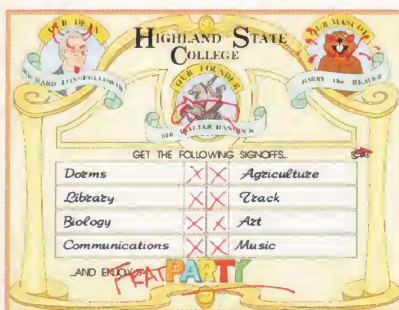 OUR DEAN
HIGHLAND STATE
COLLEGE
OUR MASCOT
OUR FOUNDER
HARRY the BEAVER
GET THE FOLLOWING SIGNOFFS...
Dorms X X Agriculture
Library X X Track
Biology X X Art
Communications X X Music
...AND ENJOY
FRAT PARTY